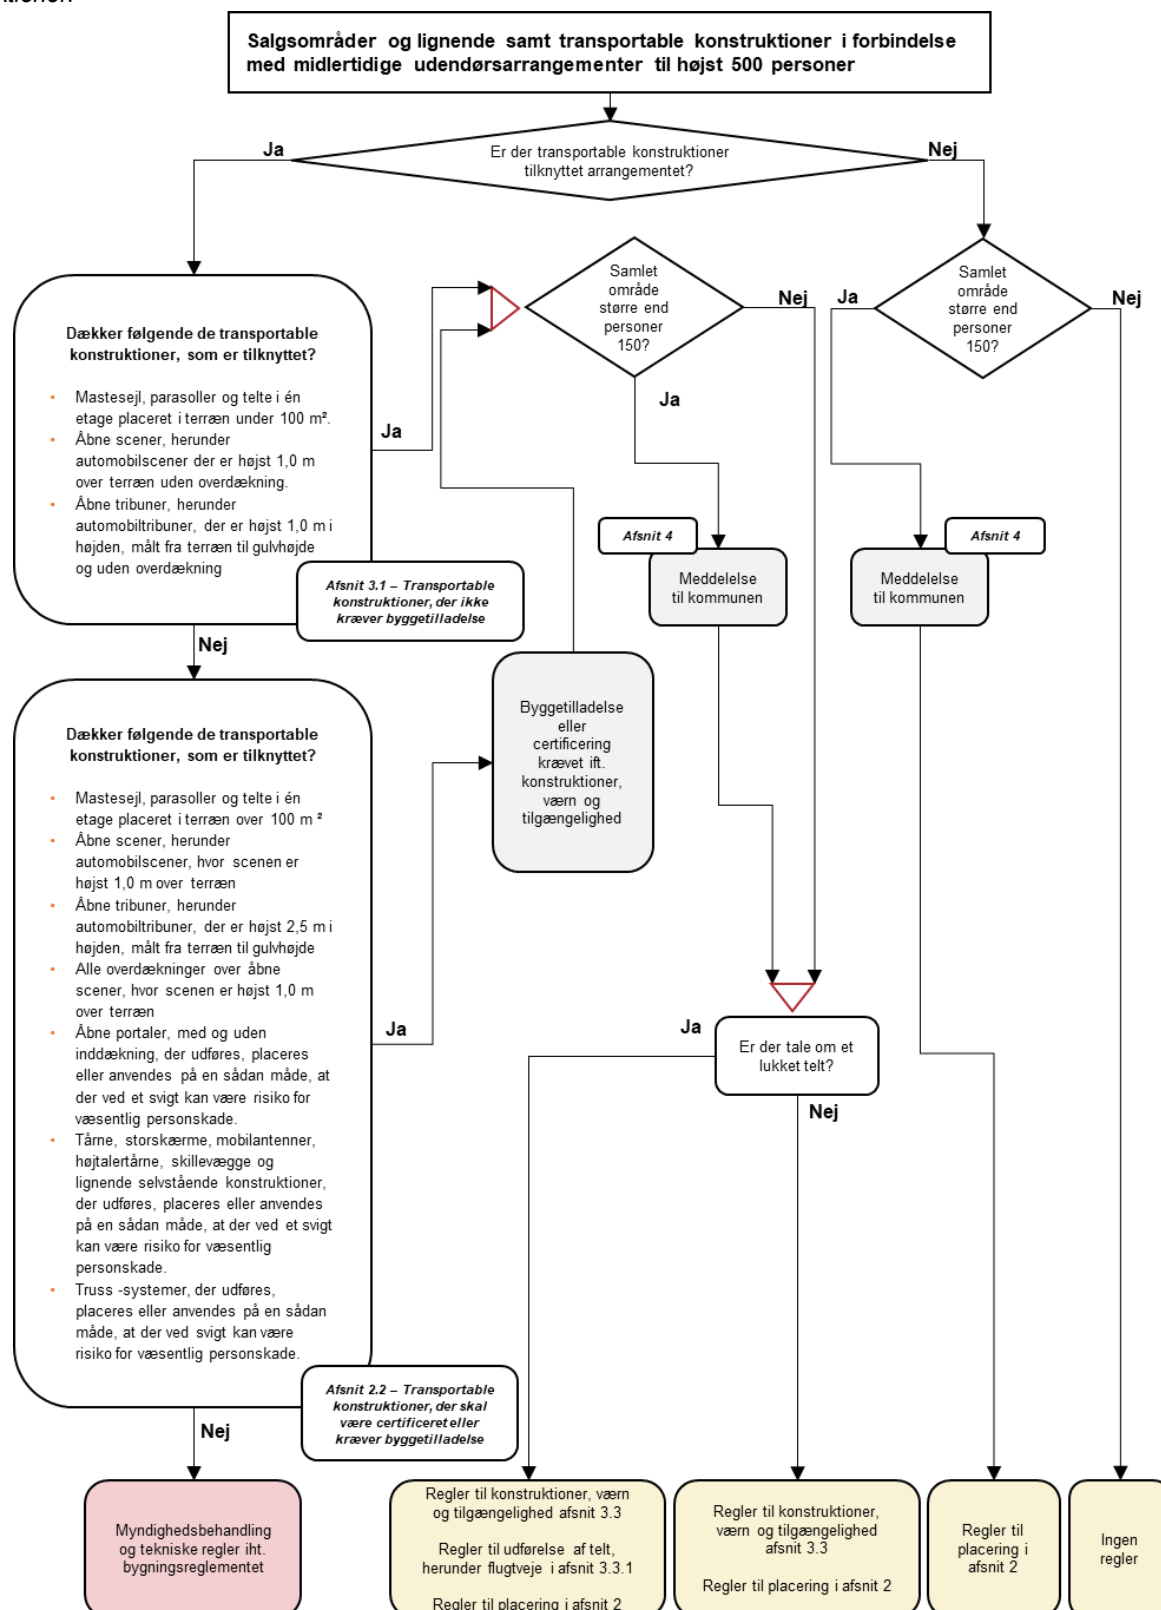 Salgsområder og lignende samt transportable konstruktioner i forbindelse
med midlertidige udendørsarrangementer til højst 500 personer
Ja
Er der transportable konstruktioner
tilknyttet arrangementet?
Nej
Dækker følgende de transportable
konstruktioner, som er tilknyttet?
• Mastesejl, parasoller og telte i én
etage placeret i terræn under 100 m².
• Åbne scener, herunder
automobilscener der er højst 1,0 m
over terræn uden overdækning.
• Åbne tribuner, herunder
automobiltribuner, der er højst 1,0 m i
højden, målt fra terræn til gulvhøjde
og uden overdækning
Ja
Afsnit 3.1 – Transportable
konstruktioner, der ikke
kræver byggetilladelse
Nej
Samlet
område
større end
personer
150?
Nej
Ja
Samlet
område
større end
personer
150?
Ja
Nej
Afsnit 4
Meddelelse
til kommunen
Afsnit 4
Meddelelse
til kommunen
Byggetilladelse
eller
certificering
krævet ift.
konstruktioner,
værn og
tilgængelighed
Dækker følgende de transportable
konstruktioner, som er tilknyttet?
• Mastesejl, parasoller og telte i én
etage placeret i terræn over 100 m ²
• Åbne scener, herunder
automobilscener, hvor scenen er
højst 1,0 m over terræn
• Åbne tribuner, herunder
automobiltribuner, der er højst 2,5 m i
højden, målt fra terræn til gulvhøjde
• Alle overdækninger over åbne
scener, hvor scenen er højst 1,0 m
over terræn
• Åbne portaler, med og uden
inddækning, der udføres, placeres
eller anvendes på en sådan måde, at
der ved et svigt kan være risiko for
væsentlig personskade.
• Tårne, storskærme, mobilantenner,
højtalertårne, skillevægge og
lignende selvstående konstruktioner,
der udføres, placeres eller anvendes
på en sådan måde, at der ved et svigt
kan være risiko for væsentlig
personskade.
• Truss -systemer, der udføres,
placeres eller anvendes på en sådan
måde, at der ved svigt kan være
risiko for væsentlig personskade.
Ja
Afsnit 2.2 – Transportable
konstruktioner, der skal
være certificeret eller
kræver byggetilladelse
Nej
Ja
Er der tale om et
lukket telt?
Nej
Myndighedsbehandling
og tekniske regler iht.
bygningsreglementet
Regler til konstruktioner, værn
og tilgængelighed afsnit 3.3
Regler til udførelse af telt,
herunder flugtveje i afsnit 3.3.1
Regler til placering i afsnit 2
Regler til konstruktioner,
værn og tilgængelighed
afsnit 3.3
Regler til placering i afsnit 2
Regler til
placering i
afsnit 2
Ingen
regler